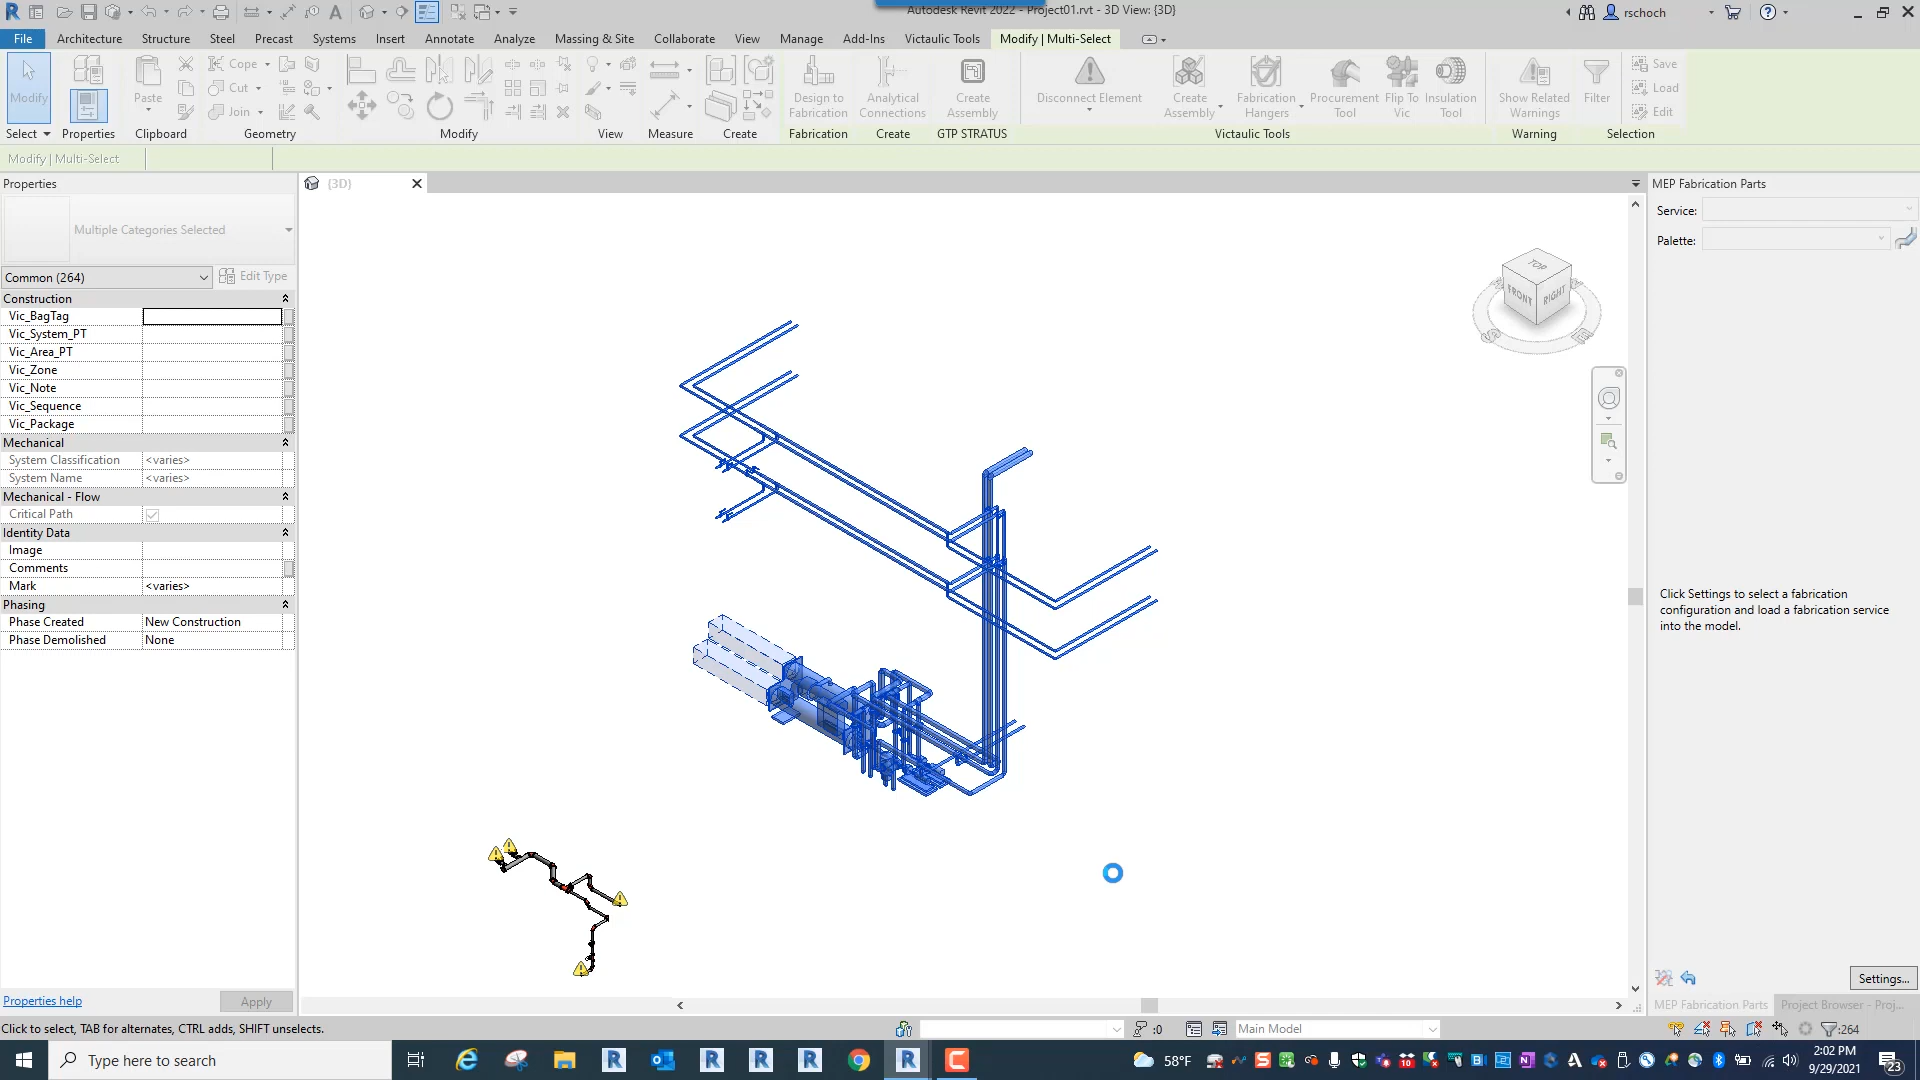 Autodesk Revit 2022 - Project01.rvt - 3D View: {3D}
rschoch
File Architecture Structure Steel Precast Systems Insert Annotate Analyze Massing & Site Collaborate View Manage Add-Ins Victaulic Tools Modify | Multi-Select
Modify
Paste
Cope
Cut
Join
Design to Fabrication
Analytical Connections
Create Assembly
Disconnect Element
Create Assembly
Fabrication Hangers
Procurement Tool
Flip To Vic
Insulation Tool
Show Related Warnings
Filter
Save
Load
Edit
Select Properties Clipboard Geometry Modify View Measure Create Fabrication Create GTP STATUS Victaulic Tools Warning Selection
Modify | Multi-Select
Properties
{3D}
MEP Fabrication Parts
Service:
Palette:
Multiple Categories Selected
Common (264)
Edit Type
Construction
Vic_BagTag
Vic_System_PT
Vic_Area_PT
Vic_Zone
Vic_Note
Vic_Sequence
Vic_Package
Mechanical
System Classification <varies>
System Name <varies>
Mechanical - Flow
Critical Path
Identity Data
Image
Comments
Mark <varies>
Phasing
Phase Created New Construction
Phase Demolished None
TOP
FRONT
RIGHT
S
E
Click Settings to select a fabrication
configuration and load a fabrication service
into the model.
Settings...
Properties help
Apply
MEP Fabrication Parts
Project Browser - Proj...
Click to select, TAB for alternates, CTRL adds, SHIFT unselects.
:0
Main Model
:264
Type here to search
58°F
2:02 PM
9/29/2021
23